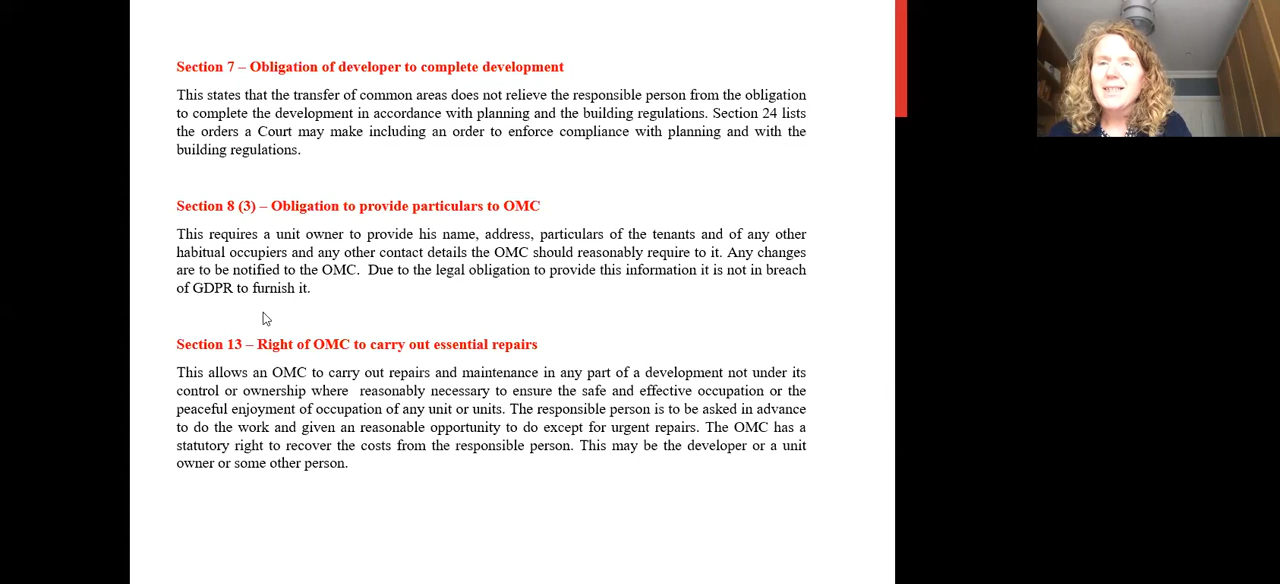 Section 7 – Obligation of developer to complete development
This states that the transfer of common areas does not relieve the responsible person from the obligation
to complete the development in accordance with planning and the building regulations. Section 24 lists
the orders a Court may make including an order to enforce compliance with planning and with the
building regulations.
Section 8 (3) – Obligation to provide particulars to OMC
This requires a unit owner to provide his name, address, particulars of the tenants and of any other
habitual occupiers and any other contact details the OMC should reasonably require to it. Any changes
are to be notified to the OMC.  Due to the legal obligation to provide this information it is not in breach
of GDPR to furnish it.
Section 13 – Right of OMC to carry out essential repairs
This allows an OMC to carry out repairs and maintenance in any part of a development not under its
control or ownership where  reasonably necessary to ensure the safe and effective occupation or the
peaceful enjoyment of occupation of any unit or units. The responsible person is to be asked in advance
to do the work and given an reasonable opportunity to do except for urgent repairs. The OMC has a
statutory right to recover the costs from the responsible person. This may be the developer or a unit
owner or some other person.